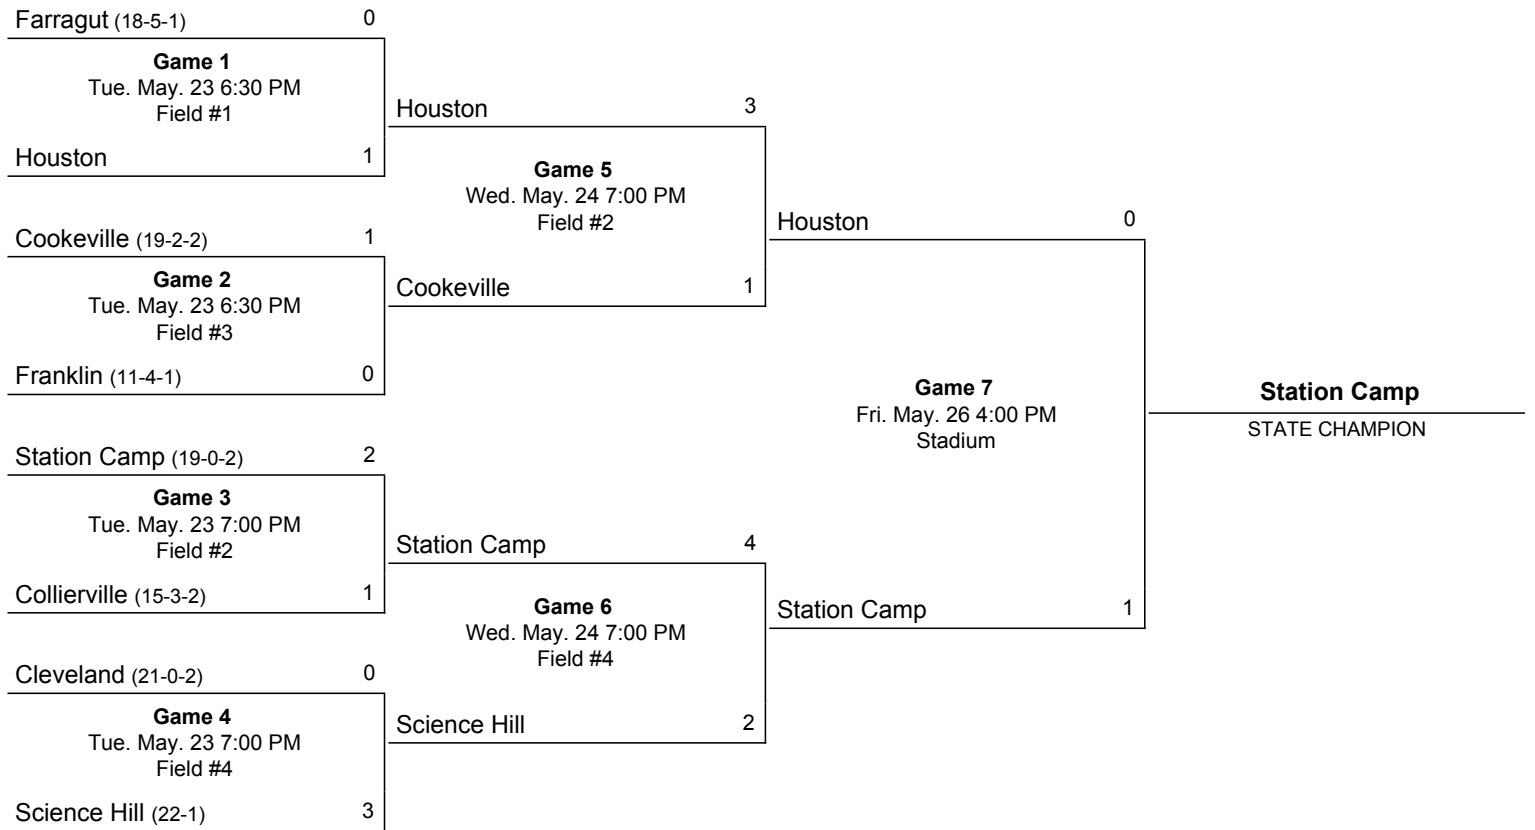 Farragut (18-5-1) 0
Game 1
Tue. May. 23 6:30 PM
Field #1
Houston 1
Cookeville (19-2-2) 1
Game 2
Tue. May. 23 6:30 PM
Field #3
Franklin (11-4-1) 0
Station Camp (19-0-2) 2
Game 3
Tue. May. 23 7:00 PM
Field #2
Collierville (15-3-2) 1
Cleveland (21-0-2) 0
Game 4
Tue. May. 23 7:00 PM
Field #4
Science Hill (22-1) 3
Houston 3
Game 5
Wed. May. 24 7:00 PM
Field #2
Cookeville 1
Station Camp 4
Game 6
Wed. May. 24 7:00 PM
Field #4
Science Hill 2
Houston 0
Game 7
Fri. May. 26 4:00 PM
Stadium
Station Camp 1
Station Camp
STATE CHAMPION